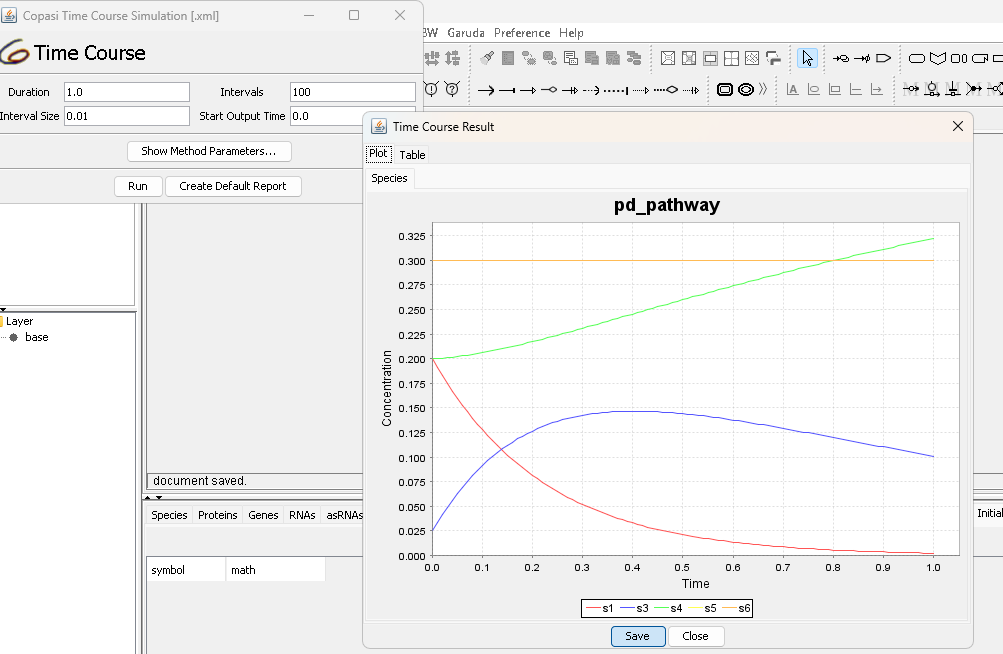 Copasi Time Course Simulation [.xml]
Time Course
Duration 1.0 Intervals 100
Interval Size 0.01 Start Output Time 0.0
Show Method Parameters...
Run Create Default Report
Garuda Preference Help
A
Layer
base
document saved.
Species Proteins Genes RNAs asRNAs
Initial
symbol math
Time Course Result
Plot Table
Species
pd_pathway
Concentration
0.325
0.300
0.275
0.250
0.225
0.200
0.175
0.150
0.125
0.100
0.075
0.050
0.025
0.000
0.0 0.1 0.2 0.3 0.4 0.5 0.6 0.7 0.8 0.9 1.0
Time
s1 s3 s4 s5 s6
Save Close